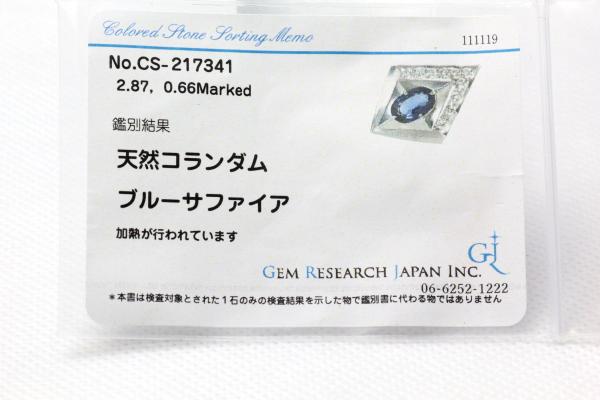 Colored Stone Sorting Memo
111119
No.CS-217341
2.87, 0.66Marked
鑑別結果
天然コランダム
ブルーサファイア
加熱が行われています
GJ
GEM RESEARCH JAPAN INC.
06-6252-1222
*本書は検査対象とされた1石のみの検査結果を示した物で鑑別書に代わる物ではありません